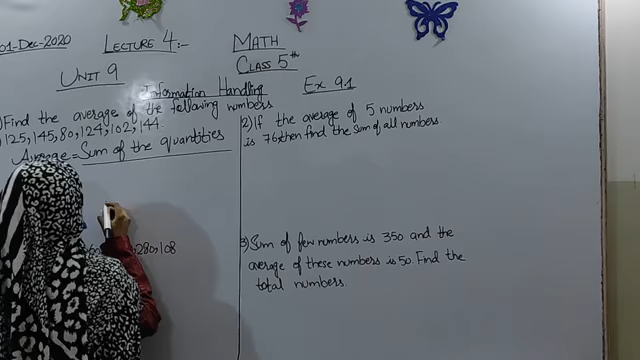 01-Dec-2020 LECTURE 4:- MATH
CLASS 5th
UNIT 9
Information Handling Ex 9.1
)Find the average of the following numbers
125, 145, 80, 124, 102, 144
Average = Sum of the quantities
280, 108
2) If the average of 5 numbers
is 76, then find the sum of all numbers
3) Sum of few numbers is 350 and the
average of these numbers is 50. Find the
total numbers.